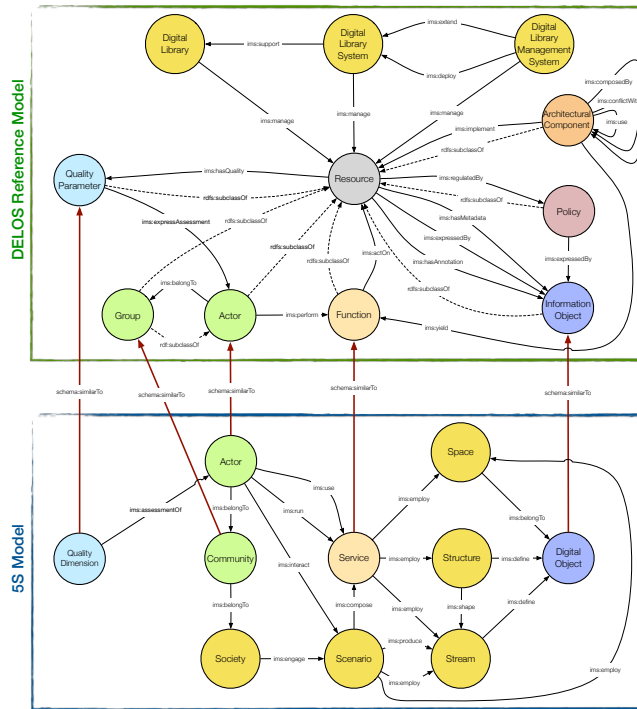 DELOS Reference Model
Digital
Library
ims:support
Digital
Library
System
ims:extend
ims:deploy
Digital
Library
Management
System
ims:manage
ims:manage
ims:manage
ims:implement
rdfs:subclassOf
Architectural
Component
ims:composedBy
ims:conflictWith
ims:use
Quality
Parameter
ims:hasQuality
rdfs:subclassOf
Resource
ims:regulatedBy
rdfs:subclassOf
Policy
ims:expressAssessment
rdfs:subclassOf
rdfs:subclassOf
rdfs:subclassOf
ims:actOn
ims:hasMetadata
ims:expressedBy
ims:hasAnnotation
rdfs:subclassOf
ims:expressedBy
ims:belongTo
Group
rdf:subclassOf
Actor
ims:perform
Function
ims:yield
Information
Object
schema:similarTo
schema:similarTo
schema:similarTo
schema:similarTo
schema:similarTo
5S Model
Actor
Space
ims:use
ims:run
ims:employ
ims:assessmentOf
ims:belongTo
ims:belongTo
Quality
Dimension
Community
ims:interact
Service
ims:employ
Structure
ims:define
Digital
Object
ims:belongTo
ims:compose
ims:employ
ims:shape
ims:define
Society
ims:engage
Scenario
ims:produce
ims:employ
Stream
ims:employ